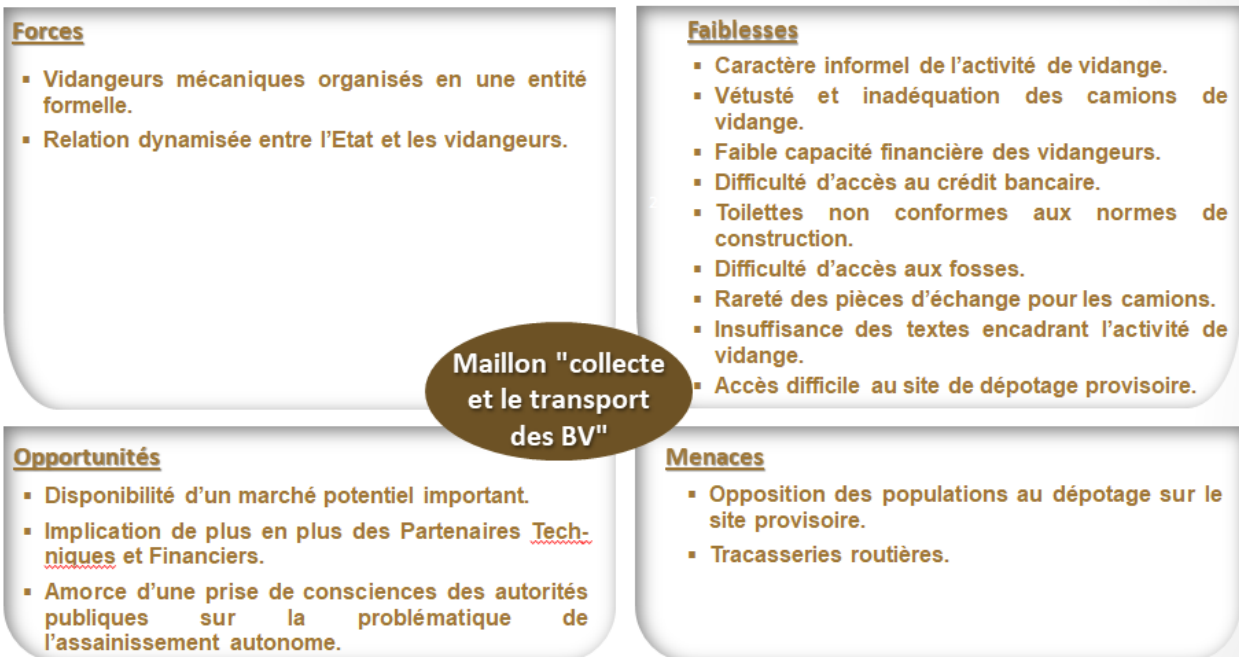 Forces
▪ Vidangeurs mécaniques organisés en une entité
formelle.
▪ Relation dynamisée entre l’Etat et les vidangeurs.
Faiblesses
▪ Caractère informel de l’activité de vidange.
▪ Vétusté et inadéquation des camions de
vidange.
▪ Faible capacité financière des vidangeurs.
▪ Difficulté d’accès au crédit bancaire.
▪ Toilettes non conformes aux normes de
construction.
▪ Difficulté d’accès aux fosses.
▪ Rareté des pièces d’échange pour les camions.
▪ Insuffisance des textes encadrant l’activité de
vidange.
▪ Accès difficile au site de dépotage provisoire.
Maillon "collecte
et le transport
des BV"
Opportunités
▪ Disponibilité d’un marché potentiel important.
▪ Implication de plus en plus des Partenaires Tech-
niques et Financiers.
▪ Amorce d’une prise de consciences des autorités
publiques sur la problématique de
l’assainissement autonome.
Menaces
▪ Opposition des populations au dépotage sur le
site provisoire.
▪ Tracasseries routières.